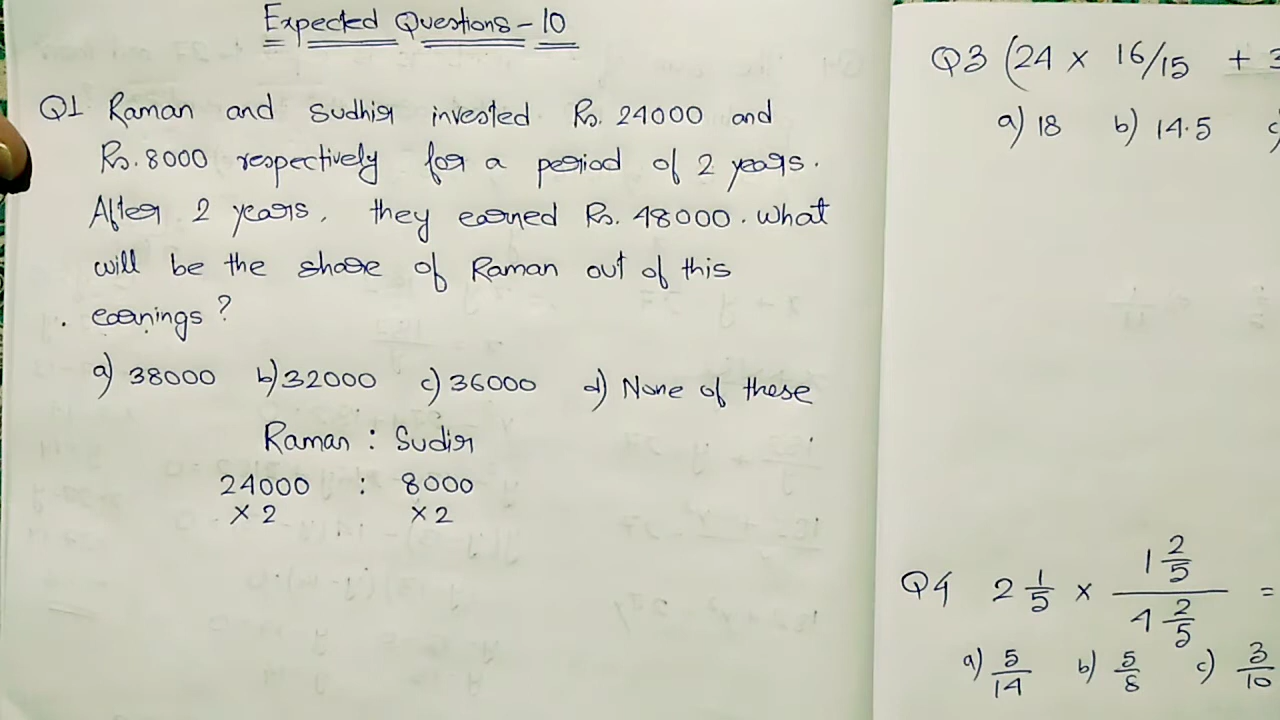 Expected Questions - 10
Q1 Raman and Sudhir invested Rs. 24000 and
Rs. 8000 respectively for a period of 2 years.
After 2 years, they earned Rs. 48000. what
will be the share of Raman out of this
earnings?
a) 38000 b) 32000 c) 36000 d) None of these
Raman : Sudir
24000 : 8000
×2 ×2
Q3 (24 × 16/15 +
a) 18 b) 14.5
Q4 2 1/5 × 1 2/5 / 4 2/5 =
a) 5/14 b) 5/8 c) 3/10